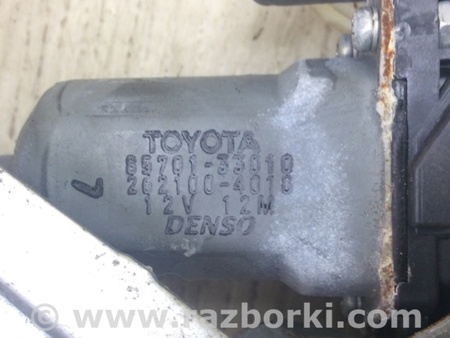 TOYOTA
85701-33010
262100-4010
12V 12M
DENSO
L
© www.razborki.com